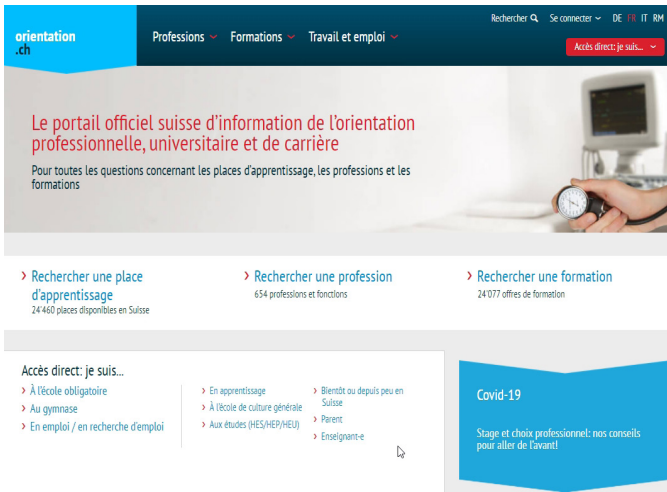 Rechercher Se connecter DE FR IT RM
orientation
.ch
Professions Formations Travail et emploi
Accès direct: je suis...
Le portail officiel suisse d'information de l'orientation
professionnelle, universitaire et de carrière
Pour toutes les questions concernant les places d'apprentissage, les professions et les
formations
Rechercher une place
d'apprentissage
24'460 places disponibles en Suisse
Rechercher une profession
654 professions et fonctions
Rechercher une formation
24'077 offres de formation
Accès direct: je suis...
À l'école obligatoire
Au gymnase
En emploi / en recherche d'emploi
En apprentissage
À l'école de culture générale
Aux études (HES/HEP/HEU)
Bientôt ou depuis peu en
Suisse
Parent
Enseignant-e
Covid-19
Stage et choix professionnel: nos conseils
pour aller de l'avant!